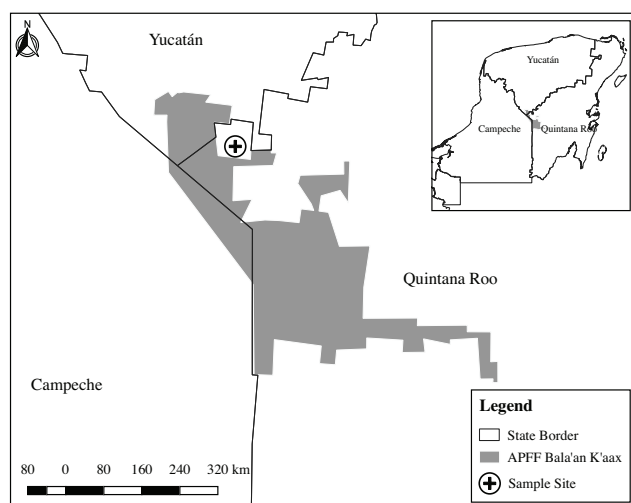 N
Yucatán
Yucatán
Campeche
Quintana Roo
Quintana Roo
Campeche
Legend
State Border
APFF Bala'an K'aax
Sample Site
80 0 80 160 240 320 km